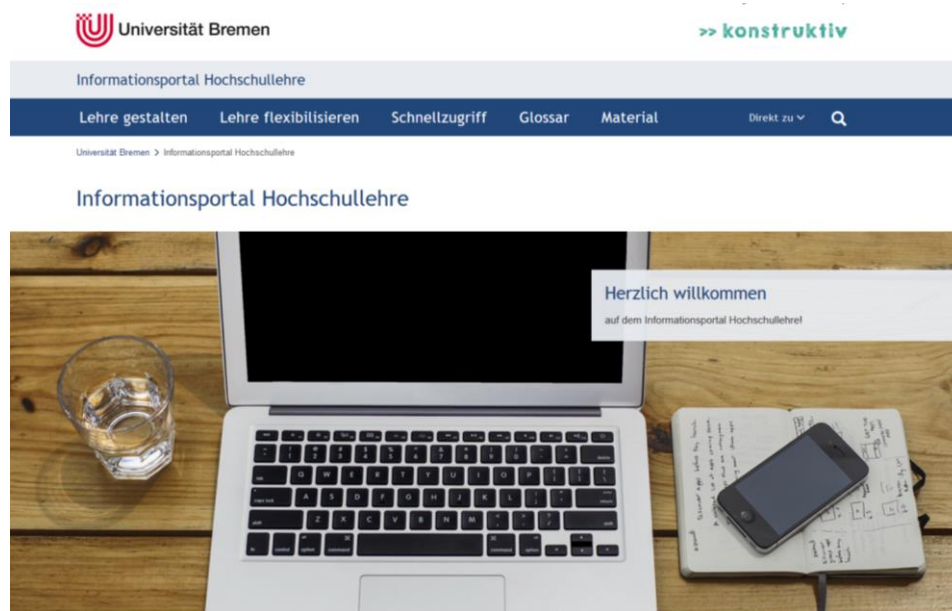 Universität Bremen
>> konstruktiv
Informationsportal Hochschullehre
Lehre gestalten Lehre flexibilisieren Schnellzugriff Glossar Material Direkt zu
Universität Bremen > Informationsportal Hochschullehre
Informationsportal Hochschullehre
Herzlich willkommen
auf dem Informationsportal Hochschullehre!
Q W E R T Y U I O P
A S D F G H J K L
Z X C V B N M